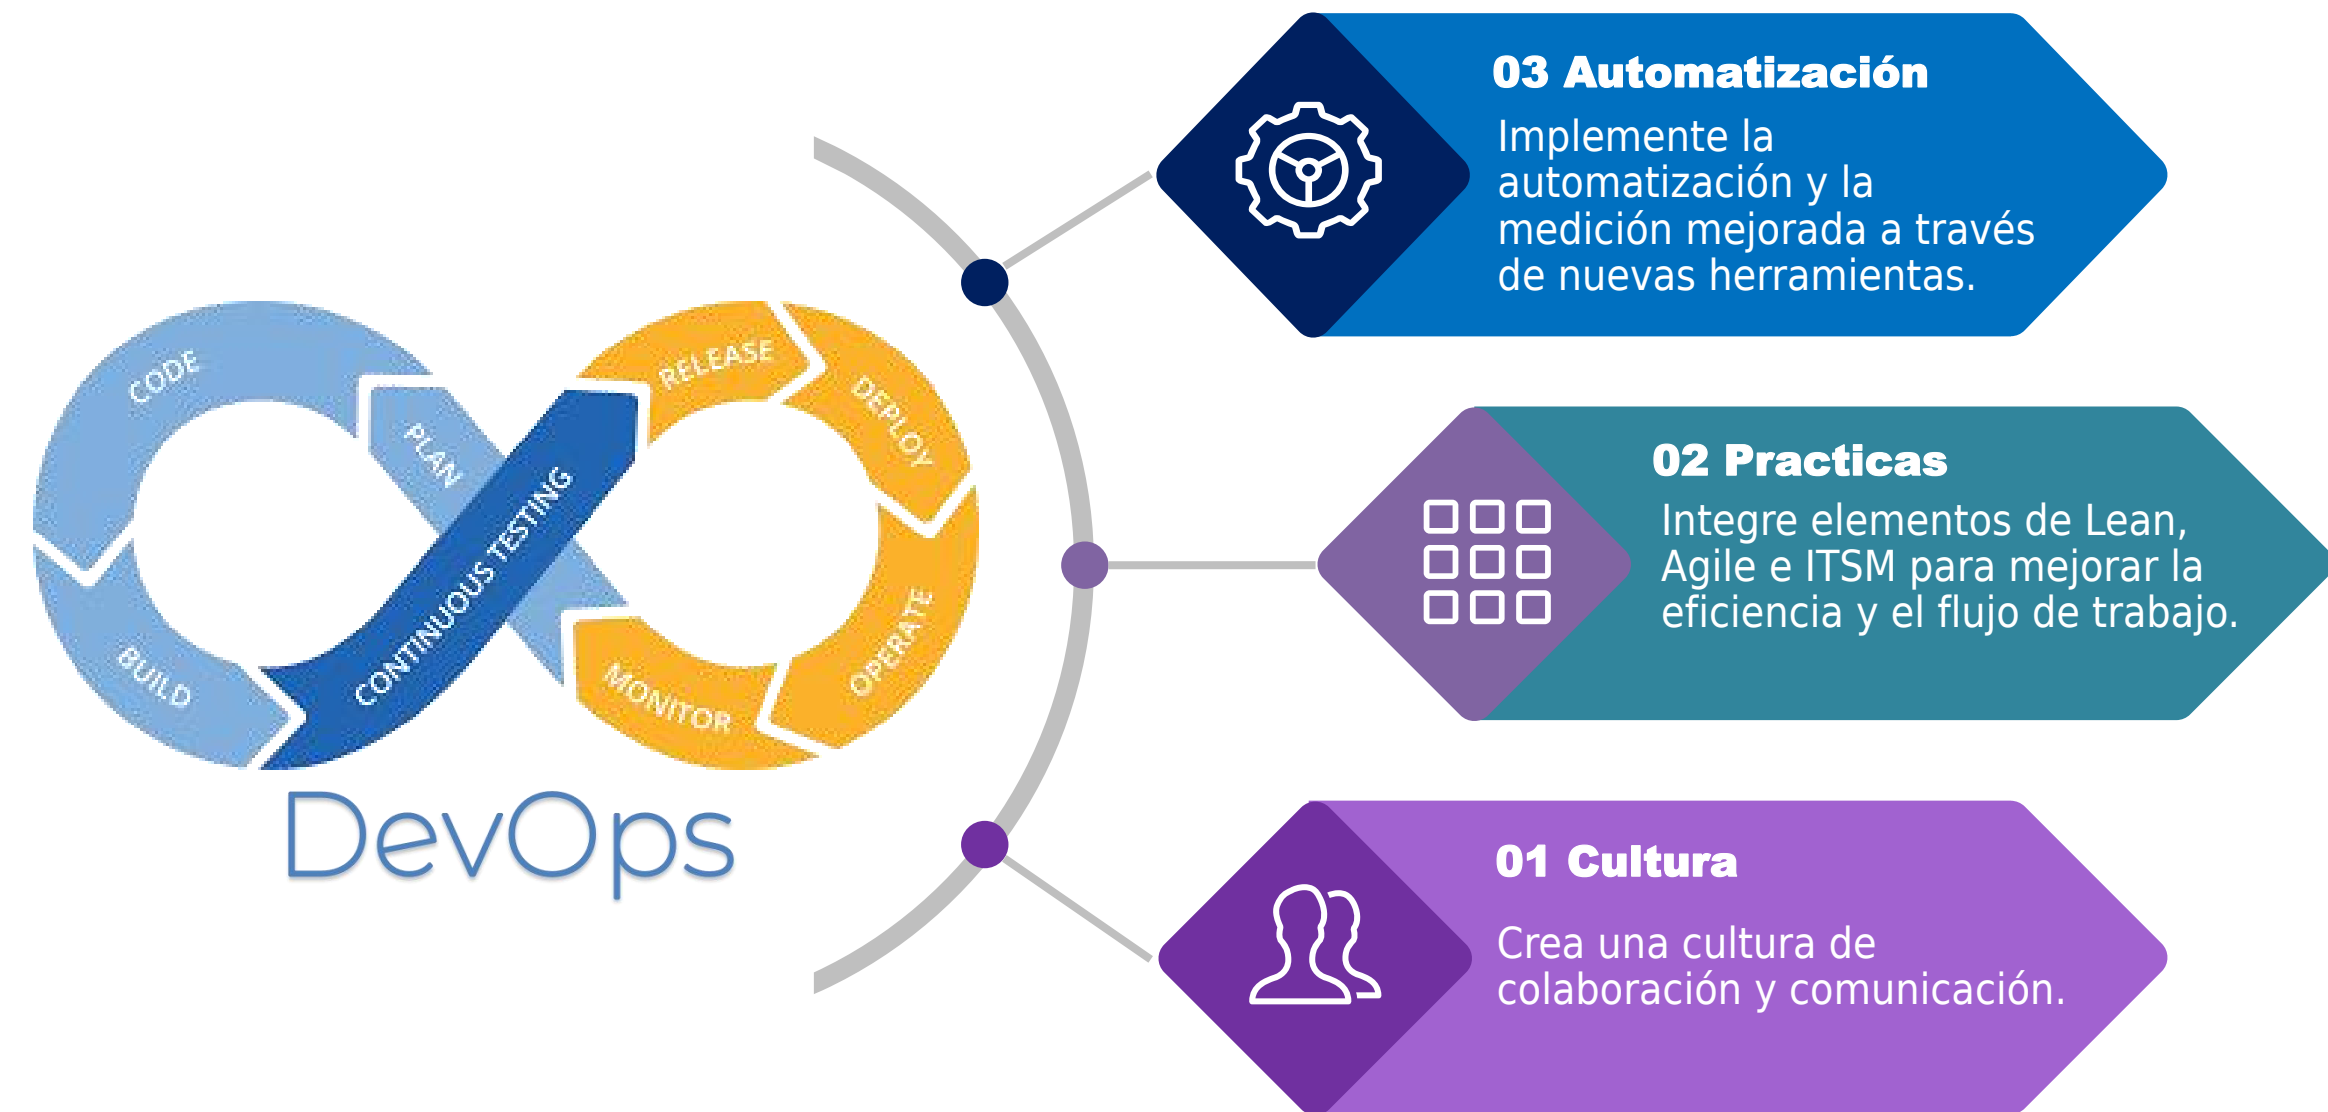 CODE
PLAN
BUILD
CONTINUOUS TESTING
RELEASE
DEPLOY
OPERATE
MONITOR
DevOps
03 Automatización
Implemente la
automatización y la
medición mejorada a través
de nuevas herramientas.
02 Practicas
Integre elementos de Lean,
Agile e ITSM para mejorar la
eficiencia y el flujo de trabajo.
01 Cultura
Crea una cultura de
colaboración y comunicación.